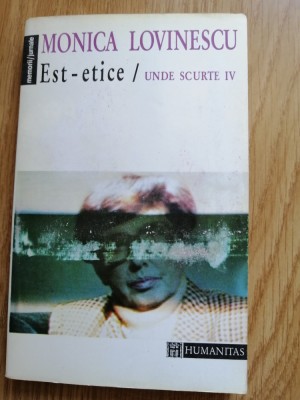 memorii/jurnale
MONICA LOVINESCU
Est-etice / UNDE SCURTE IV
HUMANITAS